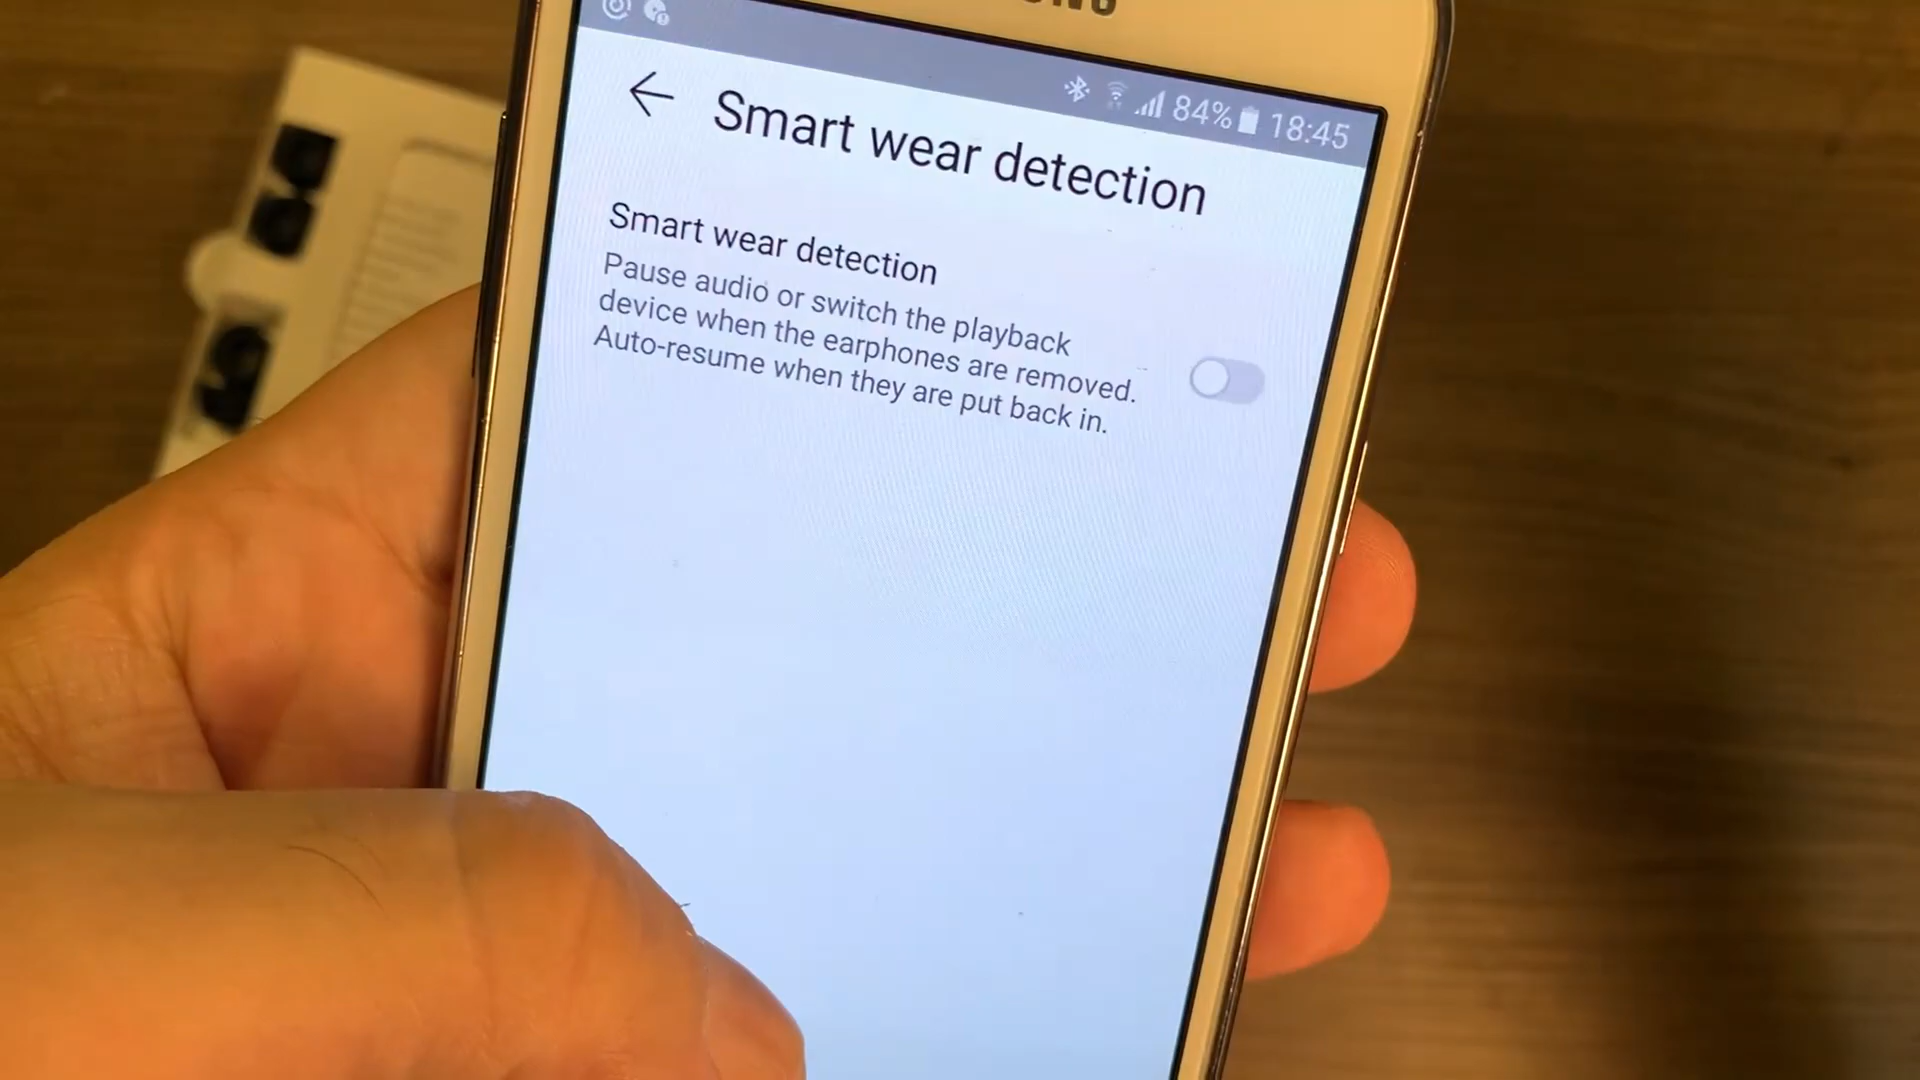 84% 18:45
Smart wear detection
Smart wear detection
Pause audio or switch the playback
device when the earphones are removed.
Auto-resume when they are put back in.